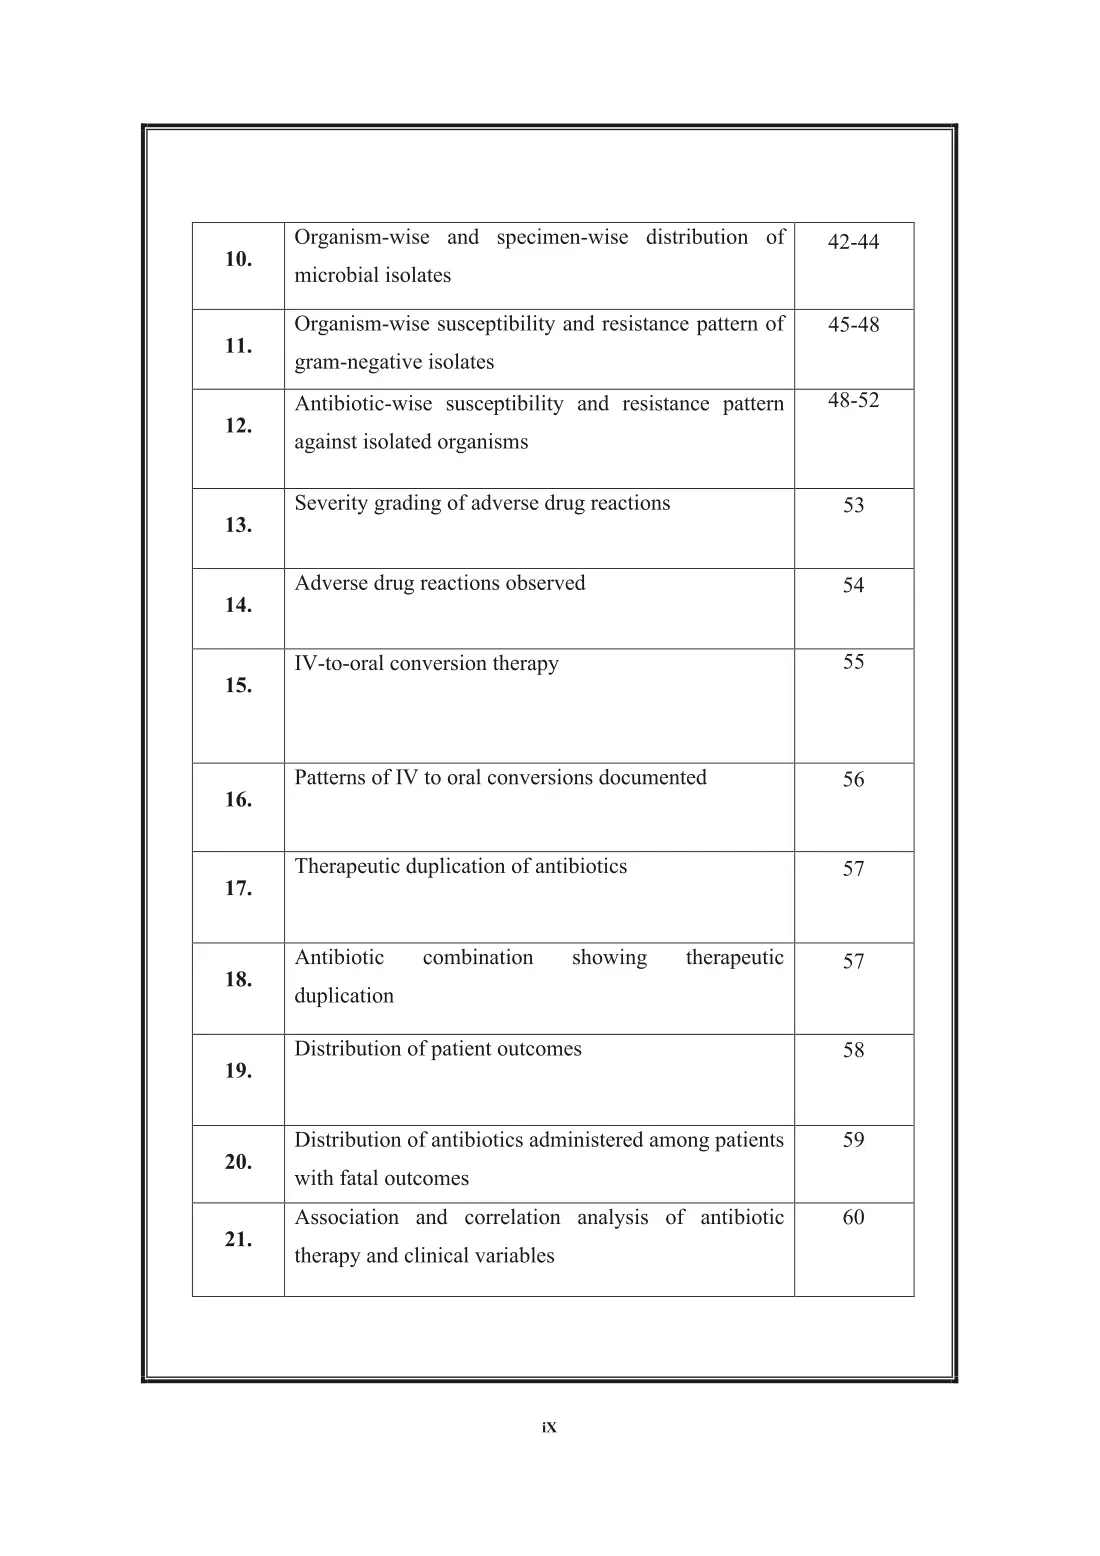 10.
Organism-wise and specimen-wise distribution of
microbial isolates
42-44
11.
Organism-wise susceptibility and resistance pattern of
gram-negative isolates
45-48
12.
Antibiotic-wise susceptibility and resistance pattern
against isolated organisms
48-52
13.
Severity grading of adverse drug reactions
53
14.
Adverse drug reactions observed
54
15.
IV-to-oral conversion therapy
55
16.
Patterns of IV to oral conversions documented
56
17.
Therapeutic duplication of antibiotics
57
18.
Antibiotic combination showing therapeutic
duplication
57
19.
Distribution of patient outcomes
58
20.
Distribution of antibiotics administered among patients
with fatal outcomes
59
21.
Association and correlation analysis of antibiotic
therapy and clinical variables
60
iX